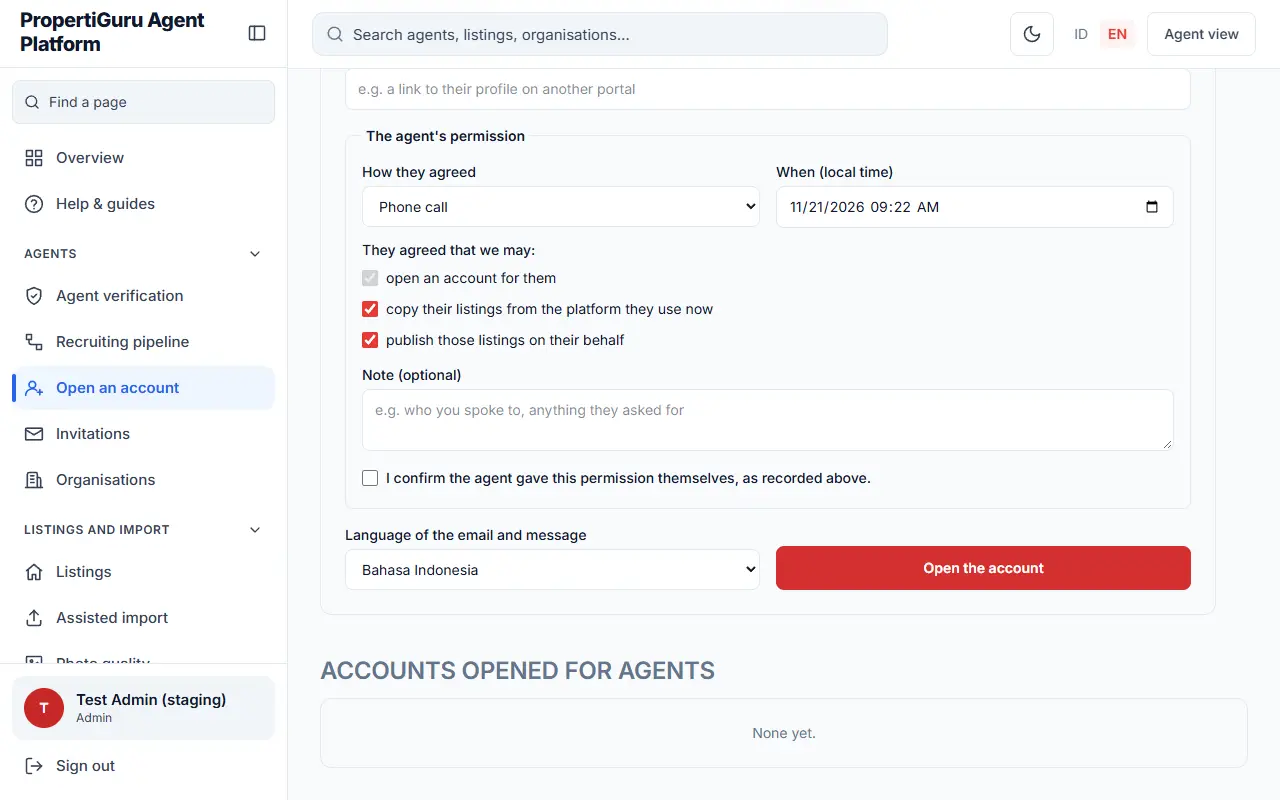 PropertiGuru Agent
Platform
Search agents, listings, organisations...
ID
EN
Agent view
Find a page
Overview
Help & guides
AGENTS
Agent verification
Recruiting pipeline
Open an account
Invitations
Organisations
LISTINGS AND IMPORT
Listings
Assisted import
Photo quality
T
Test Admin (staging)
Admin
Sign out
e.g. a link to their profile on another portal
The agent's permission
How they agreed
When (local time)
Phone call
11/21/2026 09:22 AM
They agreed that we may:
open an account for them
copy their listings from the platform they use now
publish those listings on their behalf
Note (optional)
e.g. who you spoke to, anything they asked for
I confirm the agent gave this permission themselves, as recorded above.
Language of the email and message
Bahasa Indonesia
Open the account
ACCOUNTS OPENED FOR AGENTS
None yet.